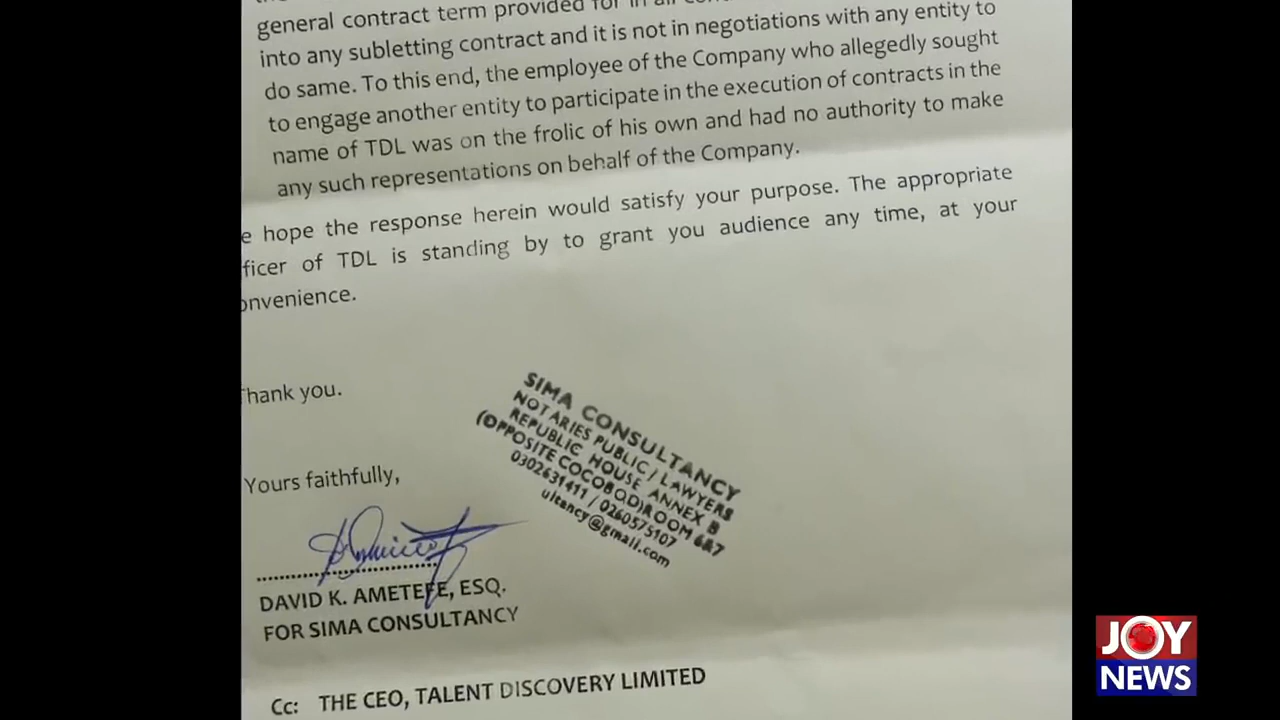 general contract term provided for in all
into any subletting contract and it is not in negotiations with any entity to
do same. To this end, the employee of the Company who allegedly sought
to engage another entity to participate in the execution of contracts in the
name of TDL was on the frolic of his own and had no authority to make
any such representations on behalf of the Company.
e hope the response herein would satisfy your purpose. The appropriate
ficer of TDL is standing by to grant you audience any time, at your
onvenience.
Thank you.
Yours faithfully,
DAVID K. AMETEFE, ESQ.
FOR SIMA CONSULTANCY
Cc: THE CEO, TALENT DISCOVERY LIMITED
SIMA CONSULTANCY
NOTARIES PUBLIC / LAWYERS
REPUBLIC HOUSE ANNEX B
(OPPOSITE COCOBOD) ROOM 6&7
0302631411 / 0260575107
ultancy@gmail.com
JOY
NEWS